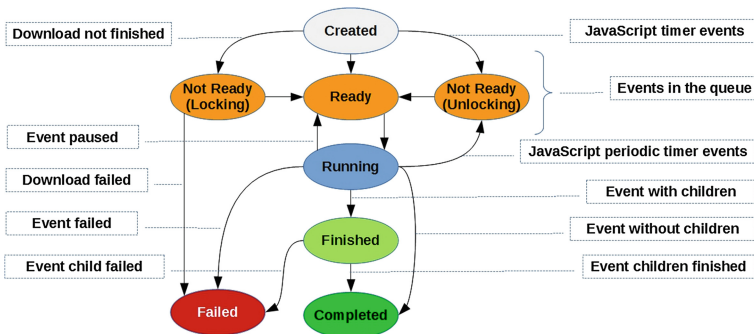 Download not finished
Created
JavaScript timer events
Not Ready
(Locking)
Ready
Not Ready
(Unlocking)
Events in the queue
Event paused
Running
JavaScript periodic timer events
Download failed
Event with children
Event failed
Finished
Event without children
Event child failed
Event children finished
Failed
Completed